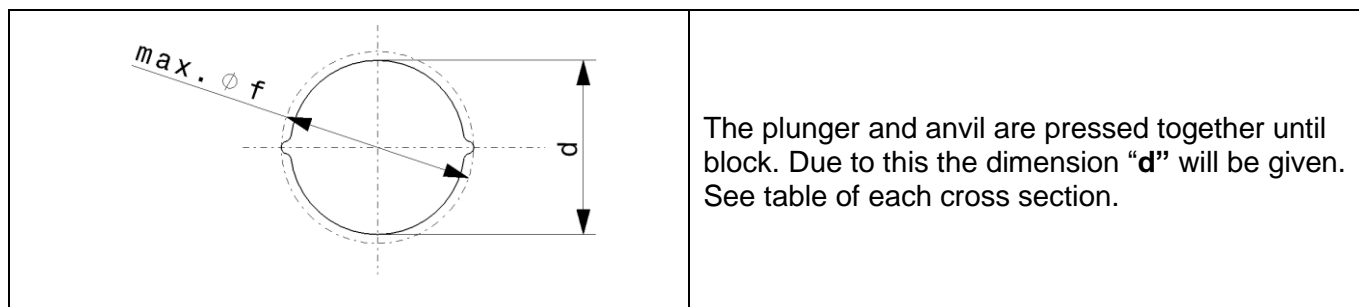 max. ⌀ f
d
The plunger and anvil are pressed together until
block. Due to this the dimension “d” will be given.
See table of each cross section.